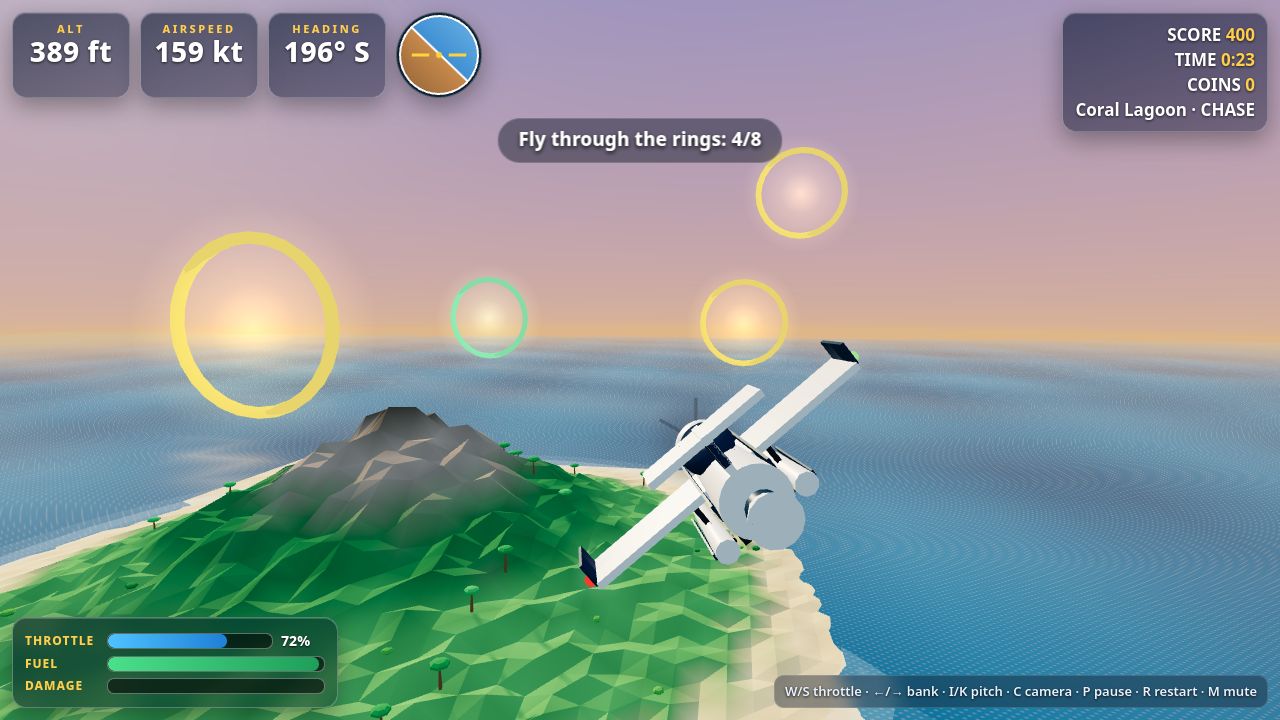 ALT
389 ft
AIRSPEED
159 kt
HEADING
196° S
SCORE 400
TIME 0:23
COINS 0
Coral Lagoon · CHASE
Fly through the rings: 4/8
THROTTLE 72%
FUEL
DAMAGE
W/S throttle · ←/→ bank · I/K pitch · C camera · P pause · R restart · M mute